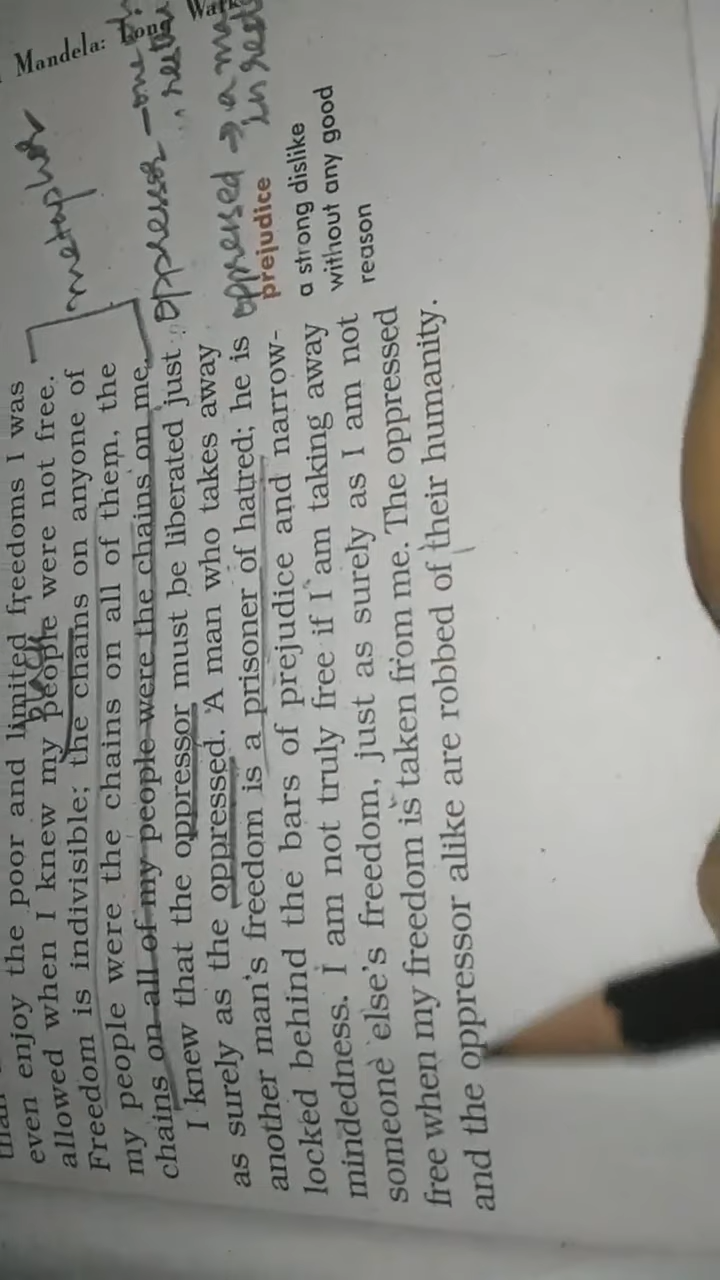 Mandela: Long Walk
even enjoy the poor and limited freedoms I was
black
allowed when I knew my people were not free.
Freedom is indivisible; the chains on anyone of
my people were the chains on all of them, the
chains on all of my people were the chains on me.
metaphor
I knew that the oppressor must be liberated just
as surely as the oppressed. A man who takes away
another man's freedom is a prisoner of hatred; he is
locked behind the bars of prejudice and narrow-
mindedness. I am not truly free if I am taking away
someone else's freedom, just as surely as I am not
free when my freedom is taken from me. The oppressed
and the oppressor alike are robbed of their humanity.
oppressor - one
oppressed → a
in
prejudice
a strong dislike
without any good
reason